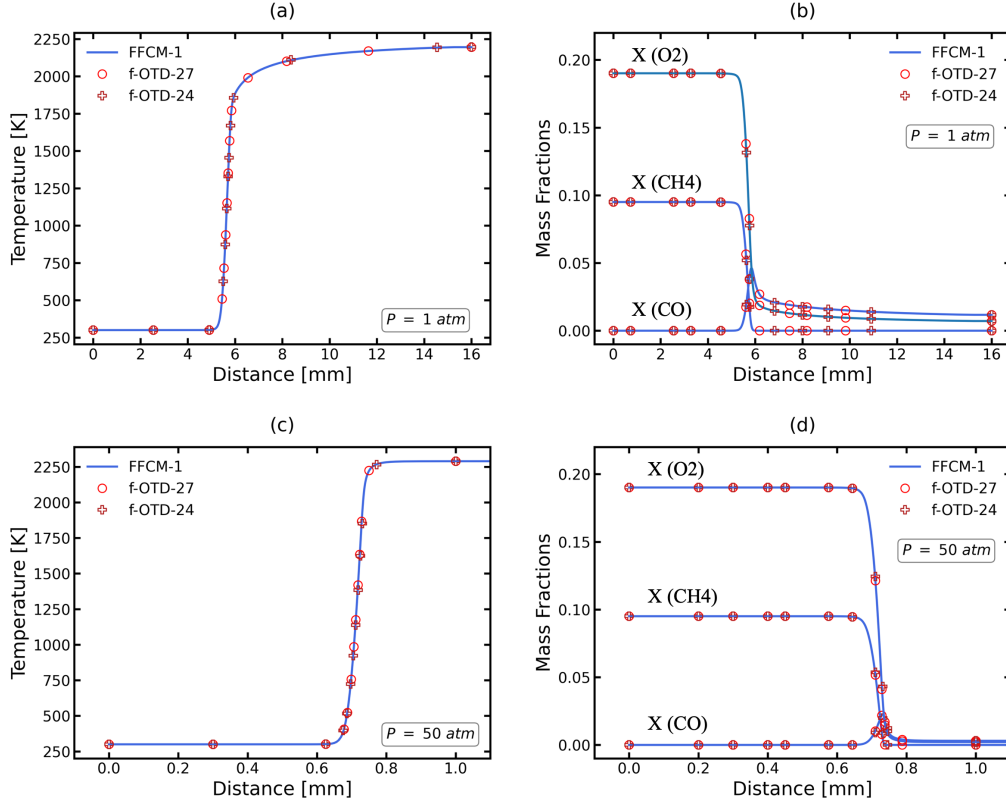 (a)
2250
2000
1750
1500
1250
1000
750
500
250
Temperature [K]
FFCM-1
f-OTD-27
f-OTD-24
P = 1 atm
0 2 4 6 8 10 12 14 16
Distance [mm]
(b)
0.20
0.15
0.10
0.05
0.00
Mass Fractions
X (O2)
X (CH4)
X (CO)
FFCM-1
f-OTD-27
f-OTD-24
P = 1 atm
0 2 4 6 8 10 12 14 16
Distance [mm]
(c)
2250
2000
1750
1500
1250
1000
750
500
250
Temperature [K]
FFCM-1
f-OTD-27
f-OTD-24
P = 50 atm
0.0 0.2 0.4 0.6 0.8 1.0
Distance [mm]
(d)
0.20
0.15
0.10
0.05
0.00
Mass Fractions
X (O2)
X (CH4)
X (CO)
FFCM-1
f-OTD-27
f-OTD-24
P = 50 atm
0.0 0.2 0.4 0.6 0.8 1.0
Distance [mm]